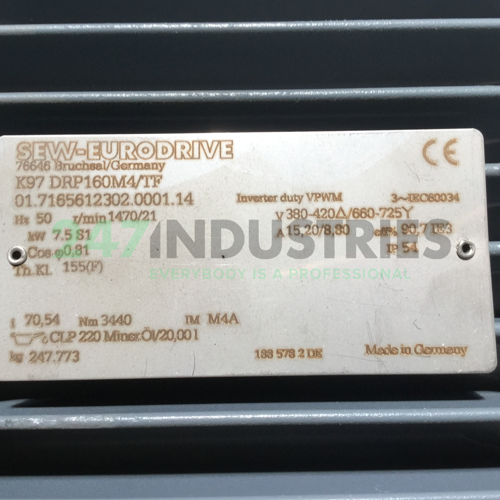 SEW-EURODRIVE
76646 Bruchsal/Germany
CE
K97 DRP160M4/TF
01.7165612302.0001.14
Inverter duty VPWM
3~IEC60034
Hz 50
r/min 1470/21
V 380-420Δ/660-725Y
kW 7.5 S1
A 15,20/8,80
eff% 90,7 IE3
Cos φ 0,81
IP 54
Th.Kl. 155(F)
247 INDUSTRIES
EVERYBODY IS A PROFESSIONAL
i 70,54
Nm 3440
IM M4A
CLP 220 Miner.Öl/20,00 l
kg 247.773
188 578 2 DE
Made in Germany